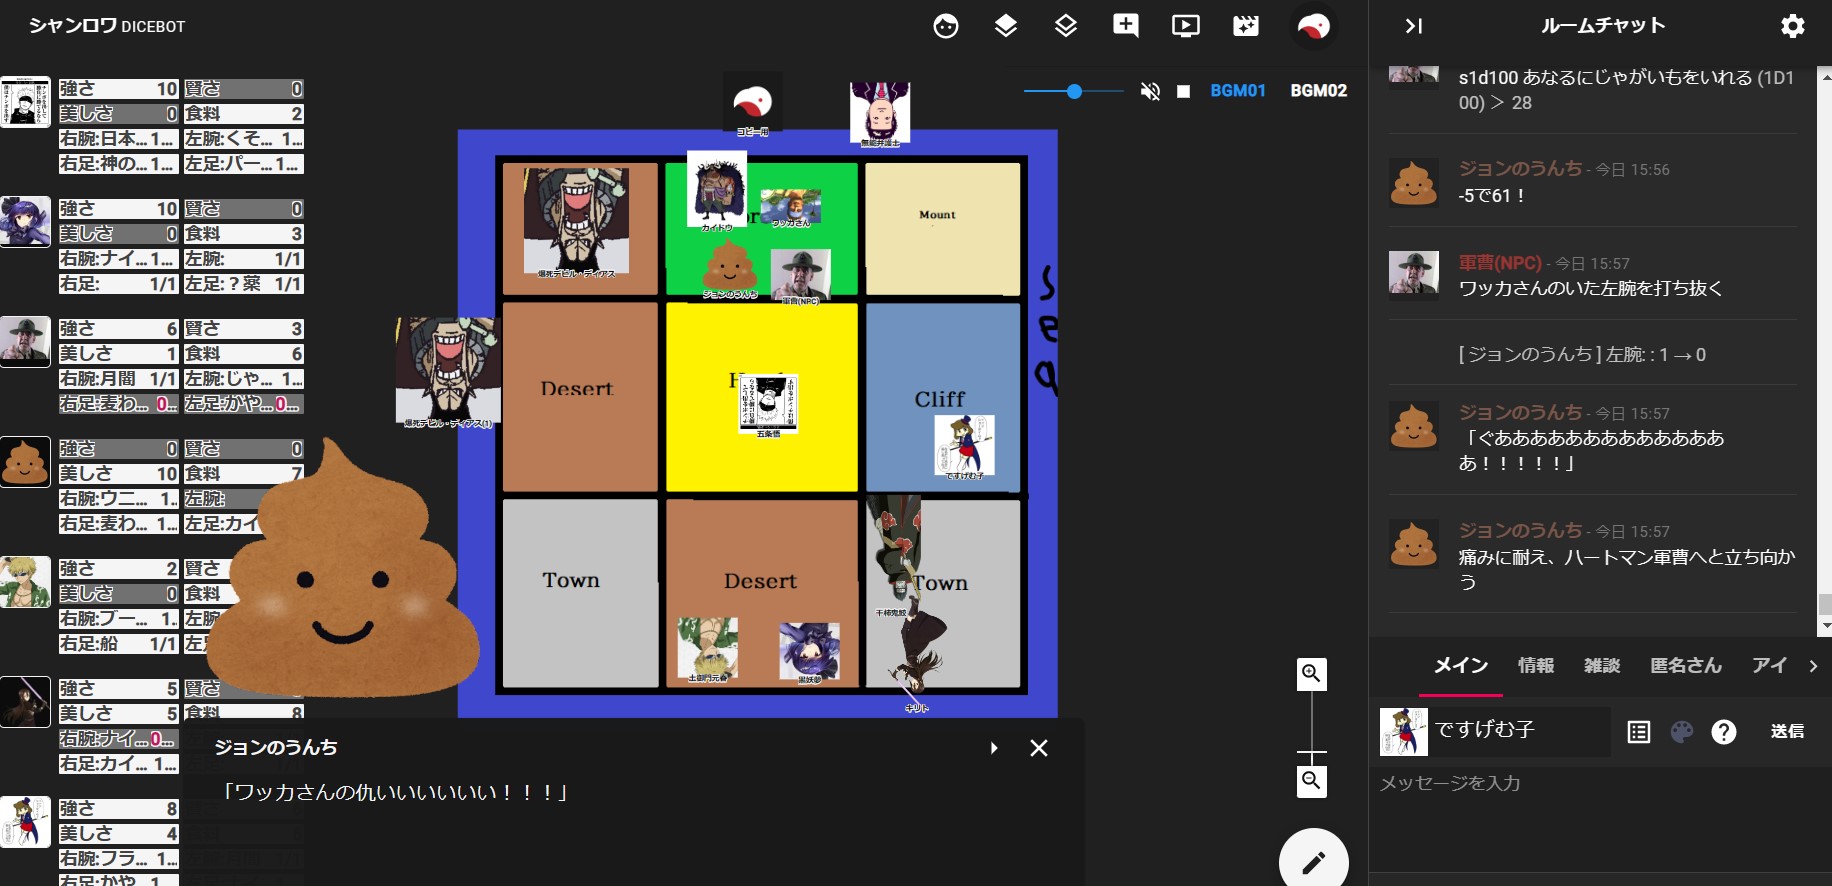 シャンロワ DICEBOT
BGM01 BGM02
強さ 10 賢さ 0
美しさ 0 食料 2
右腕:日本... 1... 左腕:くそ... 1...
右足:神の... 1... 左足:パー... 1...
強さ 10 賢さ 0
美しさ 0 食料 3
右腕:ナイ... 1... 左腕: 1/1
右足: 1/1 左足:？薬 1/1
強さ 6 賢さ 3
美しさ 1 食料 6
右腕:月闇 1/1 左腕:じゃ... 1...
右足:麦わ... 0... 左足:かや... 0...
強さ 0 賢さ 0
美しさ 10 食料 7
右腕:ウニ... 1... 左腕:
右足:麦わ... 1... 左足:カイ
強さ 2 賢さ
美しさ 0 食料
右腕:ブー... 1... 左腕
右足:船 1/1 左足
強さ 5 賢さ
美しさ 5 食料 8
右腕:ナイ... 0...
右足:カイ... 1...
強さ 8
美しさ 4
右腕:フラ... 1...
右足:かや... 1...
コピー用
無能弁護士
爆死デビル・ディアス
カイドウ
ワッカさん
ジョンのうんち
軍曹(NPC)
Mount
爆死デビル・ディアス(1)
Desert
五条悟
Cliff
ですげむ子
Town
Desert
Town
土御門元春
黒妖夢
干柿鬼鮫
キリト
ジョンのうんち
「ワッカさんの仇いいいいいい！！！」
ルームチャット
s1d100 あなるにじゃがいもをいれる (1D1
00) ＞ 28
ジョンのうんち - 今日 15:56
-5で61！
軍曹(NPC) - 今日 15:57
ワッカさんのいた左腕を打ち抜く
[ ジョンのうんち ] 左腕: : 1 → 0
ジョンのうんち - 今日 15:57
「ぐあああああああああああああ
あ！！！！！」
ジョンのうんち - 今日 15:57
痛みに耐え、ハートマン軍曹へと立ち向か
う
メイン 情報 雑談 匿名さん アイ
ですげむ子 送信
メッセージを入力